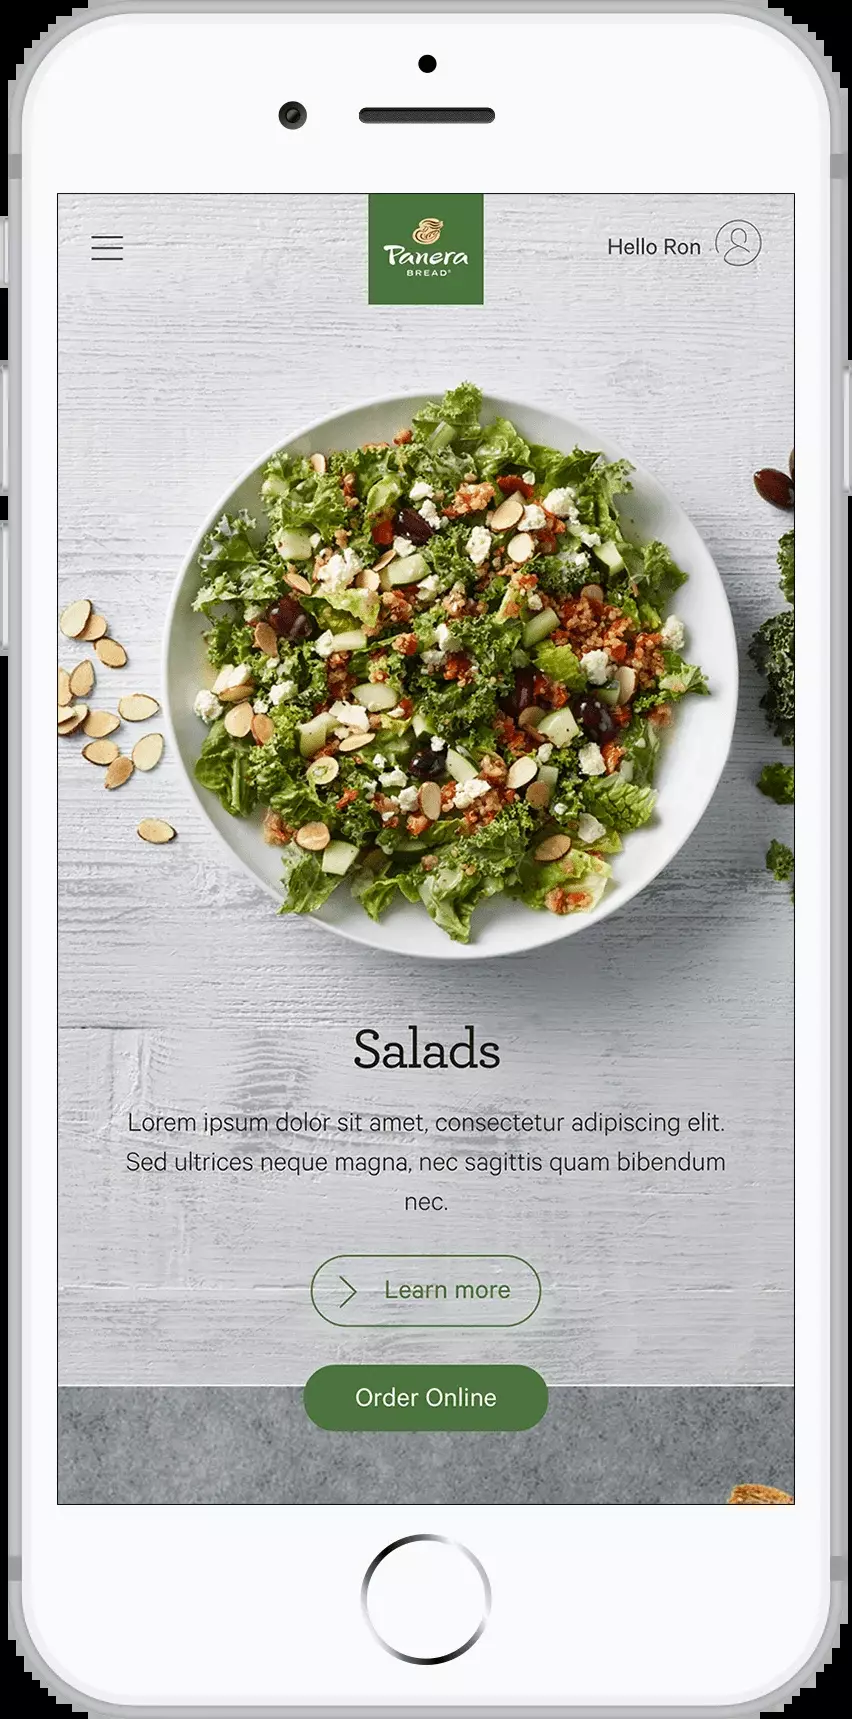 Panera
BREAD®
Hello Ron
Salads
Lorem ipsum dolor sit amet, consectetur adipiscing elit.
Sed ultrices neque magna, nec sagittis quam bibendum
nec.
Learn more
Order Online